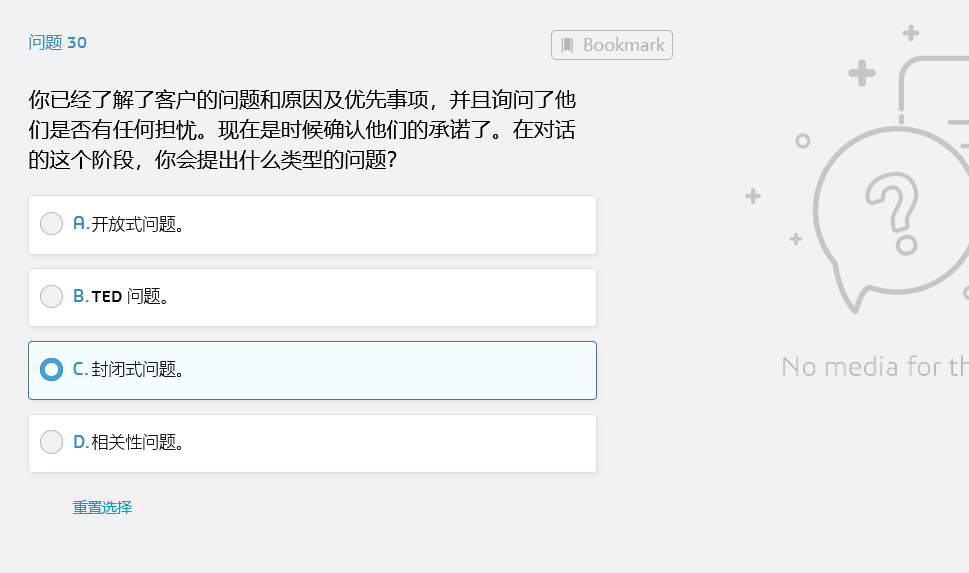 问题 30
Bookmark
你已经了解了客户的问题和原因及优先事项，并且询问了他
们是否有任何担忧。现在是时候确认他们的承诺了。在对话
的这个阶段，你会提出什么类型的问题?
A.开放式问题。
B.TED 问题。
C.封闭式问题。
D.相关性问题。
重置选择
No media for th